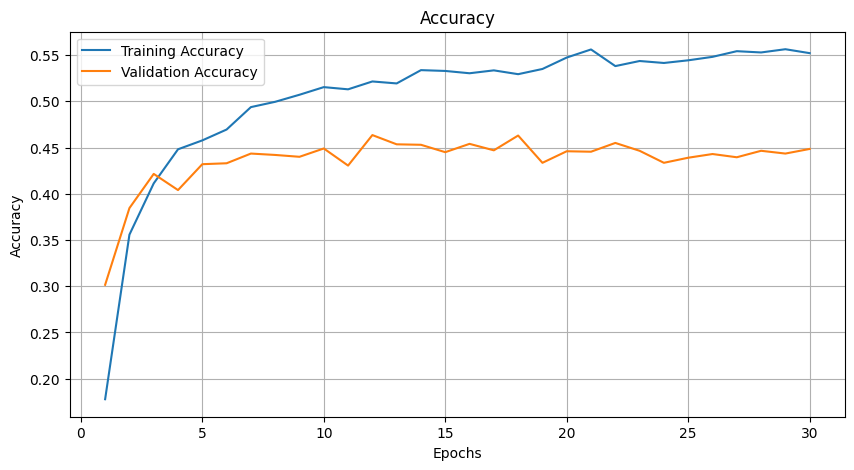 Accuracy
Training Accuracy
Validation Accuracy
0.55
0.50
0.45
0.40
0.35
0.30
0.25
0.20
Accuracy
0 5 10 15 20 25 30
Epochs